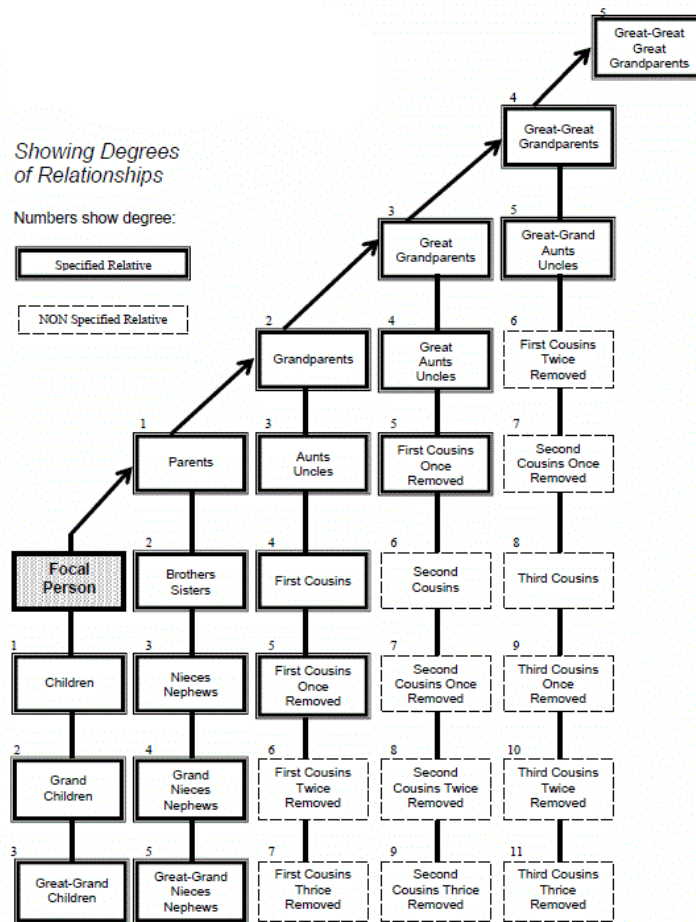 5
Great-Great
Great
Grandparents
4
Great-Great
Grandparents
Showing Degrees
of Relationships
Numbers show degree:
Specified Relative
NON Specified Relative
3
Great
Grandparents
5
Great-Grand
Aunts
Uncles
2
Grandparents
4
Great
Aunts
Uncles
6
First Cousins
Twice
Removed
1
Parents
3
Aunts
Uncles
5
First Cousins
Once
Removed
7
Second
Cousins Once
Removed
Focal
Person
2
Brothers
Sisters
4
First Cousins
6
Second
Cousins
8
Third Cousins
1
Children
3
Nieces
Nephews
5
First Cousins
Once
Removed
7
Second
Cousins Once
Removed
9
Third Cousins
Once
Removed
2
Grand
Children
4
Grand
Nieces
Nephews
6
First Cousins
Twice
Removed
8
Second
Cousins Twice
Removed
10
Third Cousins
Twice
Removed
3
Great-Grand
Children
5
Great-Grand
Nieces
Nephews
7
First Cousins
Thrice
Removed
9
Second
Cousins Thrice
Removed
11
Third Cousins
Thrice
Removed